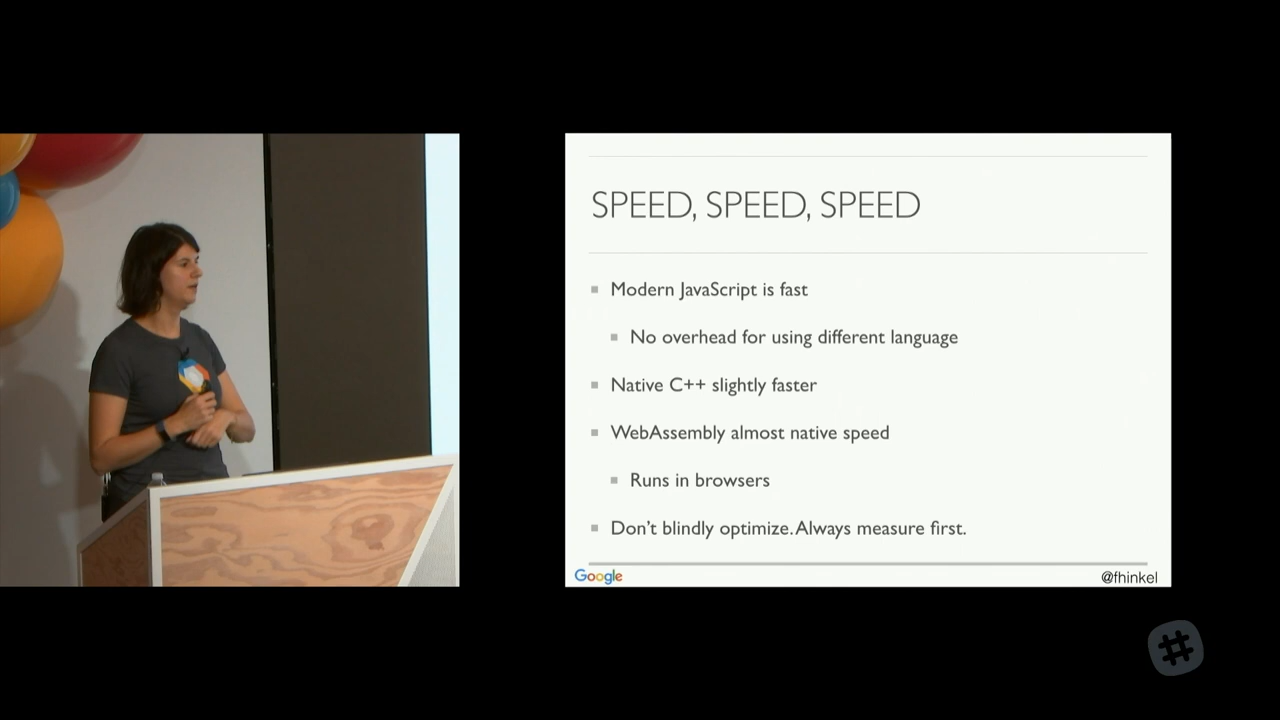 SPEED, SPEED, SPEED
Modern JavaScript is fast
No overhead for using different language
Native C++ slightly faster
WebAssembly almost native speed
Runs in browsers
Don't blindly optimize. Always measure first.
Google
@fhinkel